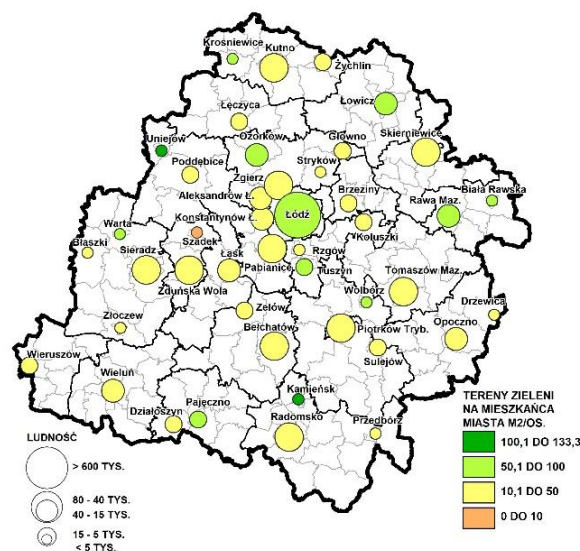 Krośniewice
Kutno
Żychlin
Łęczyca
Łowicz
Uniejów
Ozorków
Głowno
Skierniewice
Poddębice
Stryków
Zgierz
Aleksandrów Ł.
Brzeziny
Biała Rawska
Rawa Maz.
Warta
Konstantynów Ł.
Łódź
Szadek
Koluszki
Błaszki
Sieradz
Łask
Pabianice
Rzgów
Tuszyn
Zduńska Wola
Tomaszów Maz.
Wolbórz
Drzewica
Złoczew
Zelów
Bełchatów
Piotrków Tryb.
Opoczno
Sulejów
Wieruszów
Wieluń
Działoszyn
Pajęczno
Kamieńsk
Radomsko
Przedbórz
LUDNOŚĆ
> 600 TYS.
80 - 40 TYS.
40 - 15 TYS.
15 - 5 TYS.
< 5 TYS.
TERENY ZIELENI
NA MIESZKAŃCA
MIASTA M2/OS.
100,1 DO 133,3
50,1 DO 100
10,1 DO 50
0 DO 10